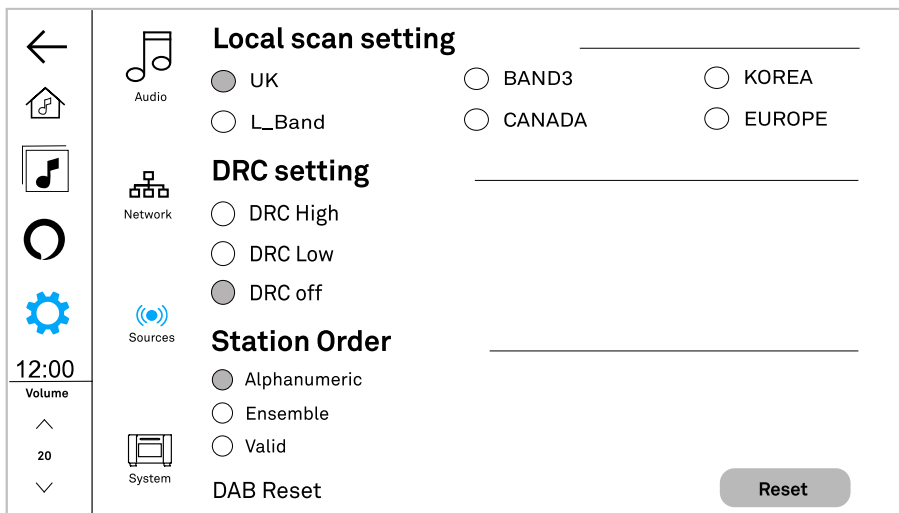 Local scan setting
UK
BAND3
KOREA
L_Band
CANADA
EUROPE
Audio
DRC setting
DRC High
DRC Low
DRC off
Network
Sources
Station Order
Alphanumeric
Ensemble
Valid
System
DAB Reset
Reset
12:00
Volume
20